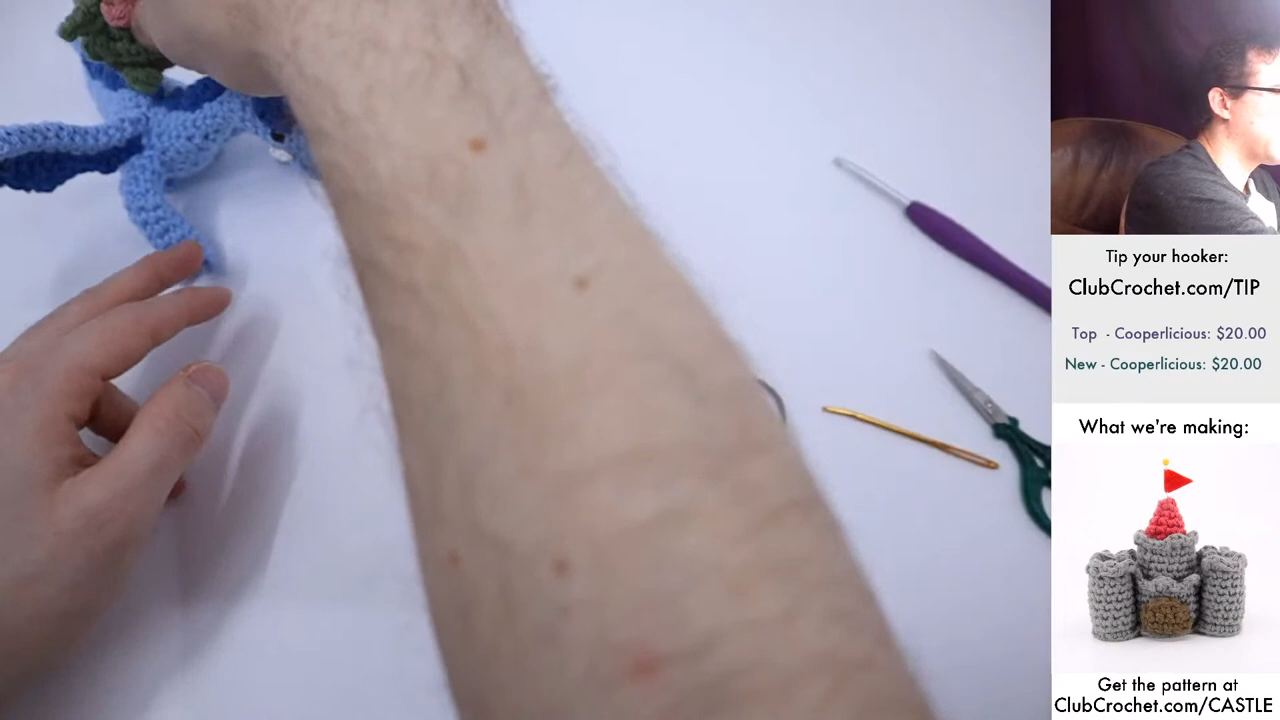 Tip your hooker:
ClubCrochet.com/TIP
Top - Cooperlicious: $20.00
New - Cooperlicious: $20.00
What we're making:
Get the pattern at
ClubCrochet.com/CASTLE